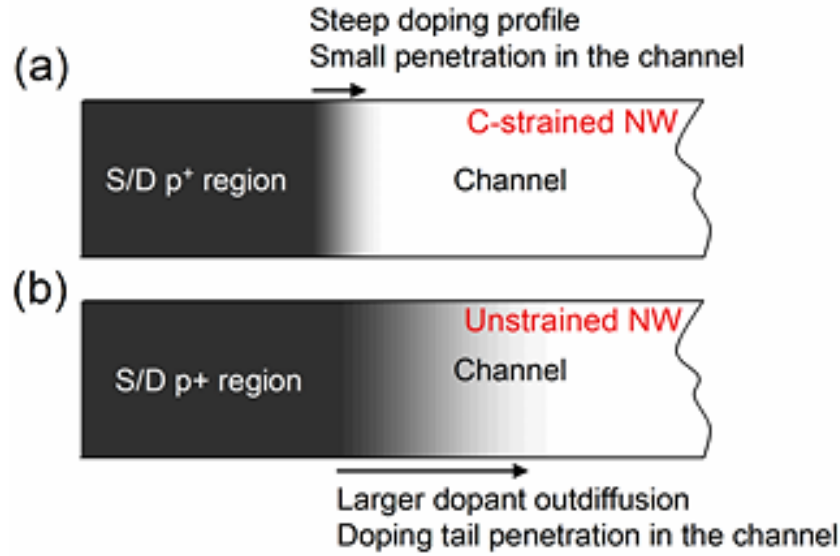 Steep doping profile
Small penetration in the channel
(a)
C-strained NW
S/D p⁺ region
Channel
(b)
Unstrained NW
S/D p+ region
Channel
Larger dopant outdiffusion
Doping tail penetration in the channel